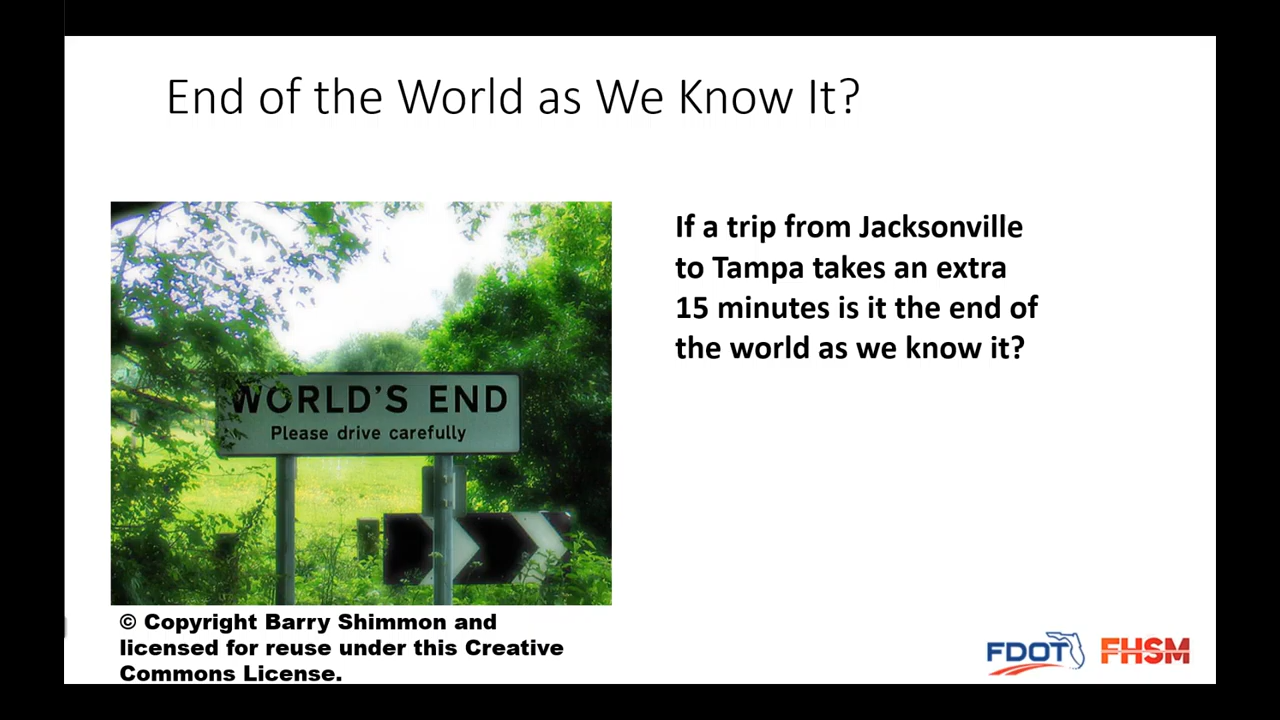 End of the World as We Know It?
WORLD'S END
Please drive carefully
If a trip from Jacksonville
to Tampa takes an extra
15 minutes is it the end of
the world as we know it?
© Copyright Barry Shimmon and
licensed for reuse under this Creative
Commons License.
FDOT FHSM